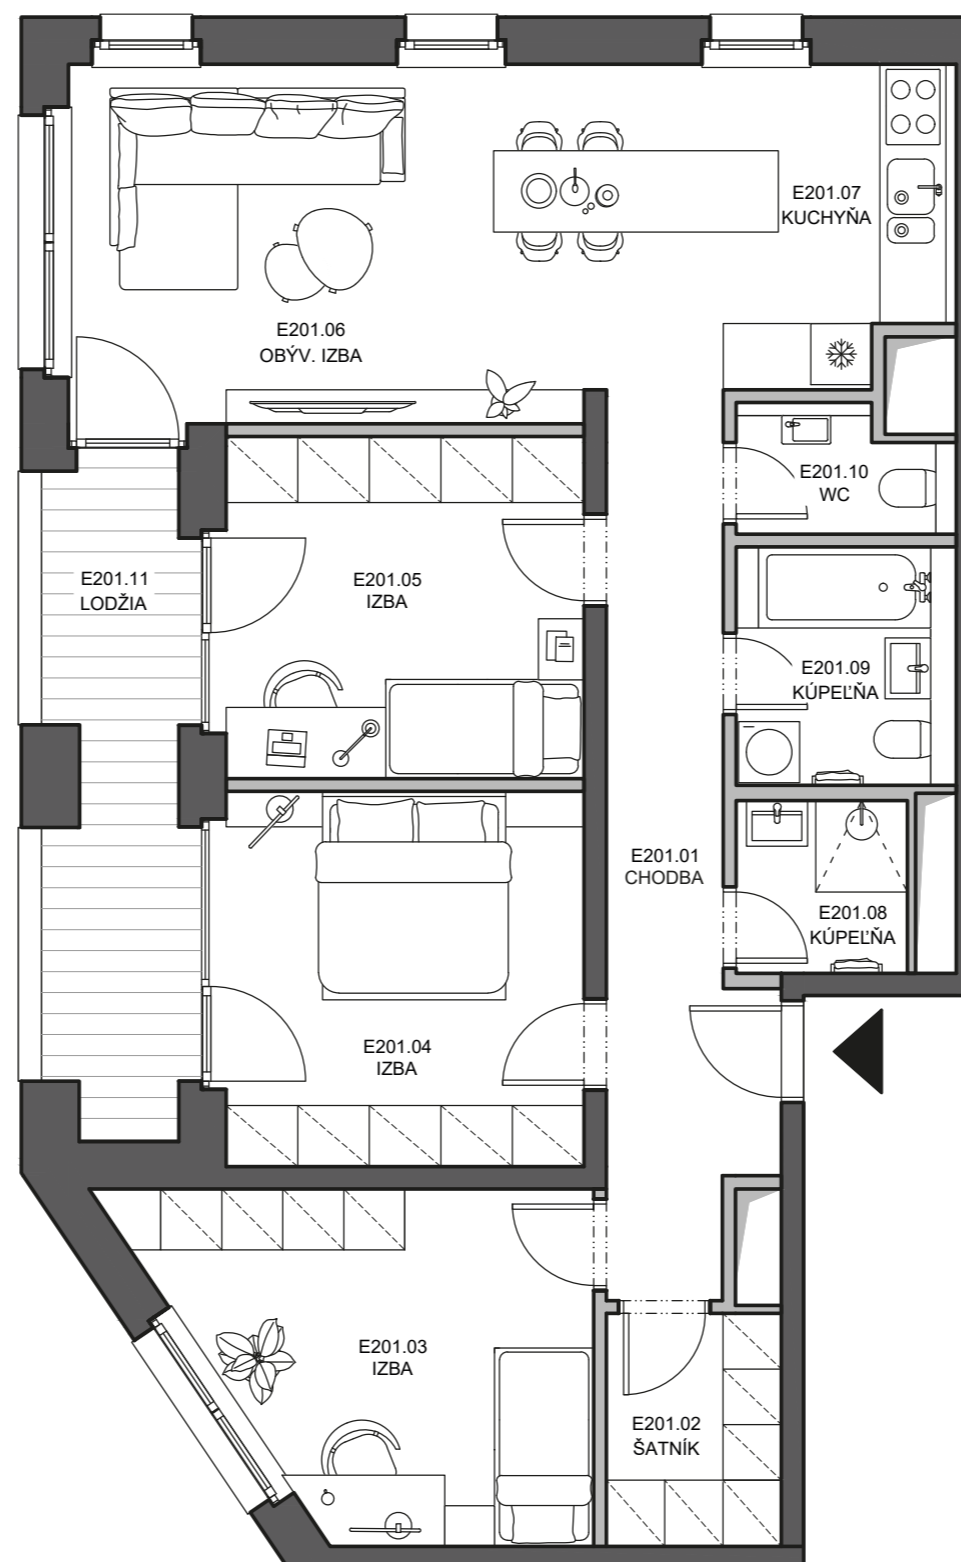 E201.07
KUCHYŇA
E201.06
OBÝV. IZBA
E201.10
WC
E201.11
LODŽIA
E201.05
IZBA
E201.09
KÚPEĽŇA
E201.01
CHODBA
E201.08
KÚPEĽŇA
E201.04
IZBA
E201.03
IZBA
E201.02
ŠATNÍK